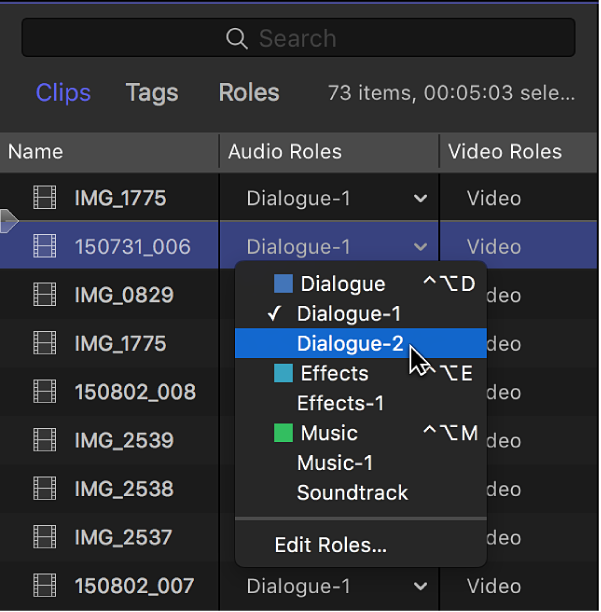 Search
Clips Tags Roles 73 items, 00:05:03 sele...
Name Audio Roles Video Roles
IMG_1775 Dialogue-1 Video
150731_006 Dialogue-1 Video
IMG_0829 deo
IMG_1775 deo
150802_008 deo
IMG_2539 deo
IMG_2538 deo
IMG_2537 deo
150802_007 Dialogue-1 Video
Dialogue ^⌥D
✓ Dialogue-1
Dialogue-2
Effects ^⌥E
Effects-1
Music ^⌥M
Music-1
Soundtrack
Edit Roles...